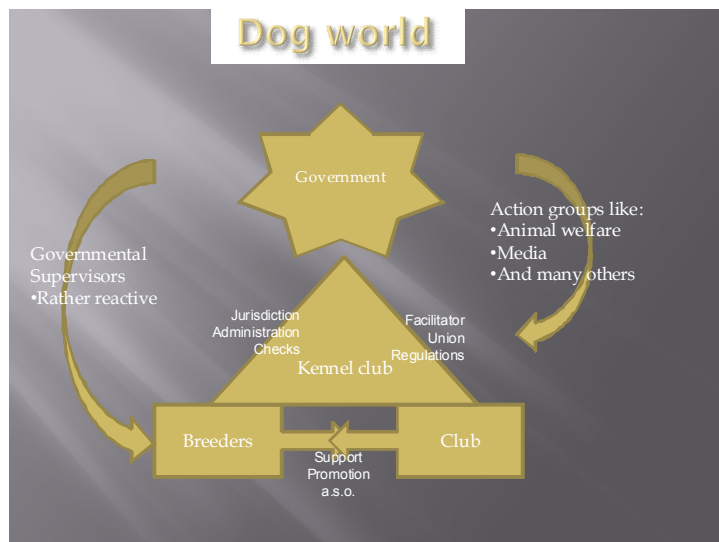 Dog world
Government
Governmental
Supervisors
•Rather reactive
Action groups like:
•Animal welfare
•Media
•And many others
Jurisdiction
Administration
Checks
Facilitator
Union
Regulations
Kennel club
Breeders
Club
Support
Promotion
a.s.o.